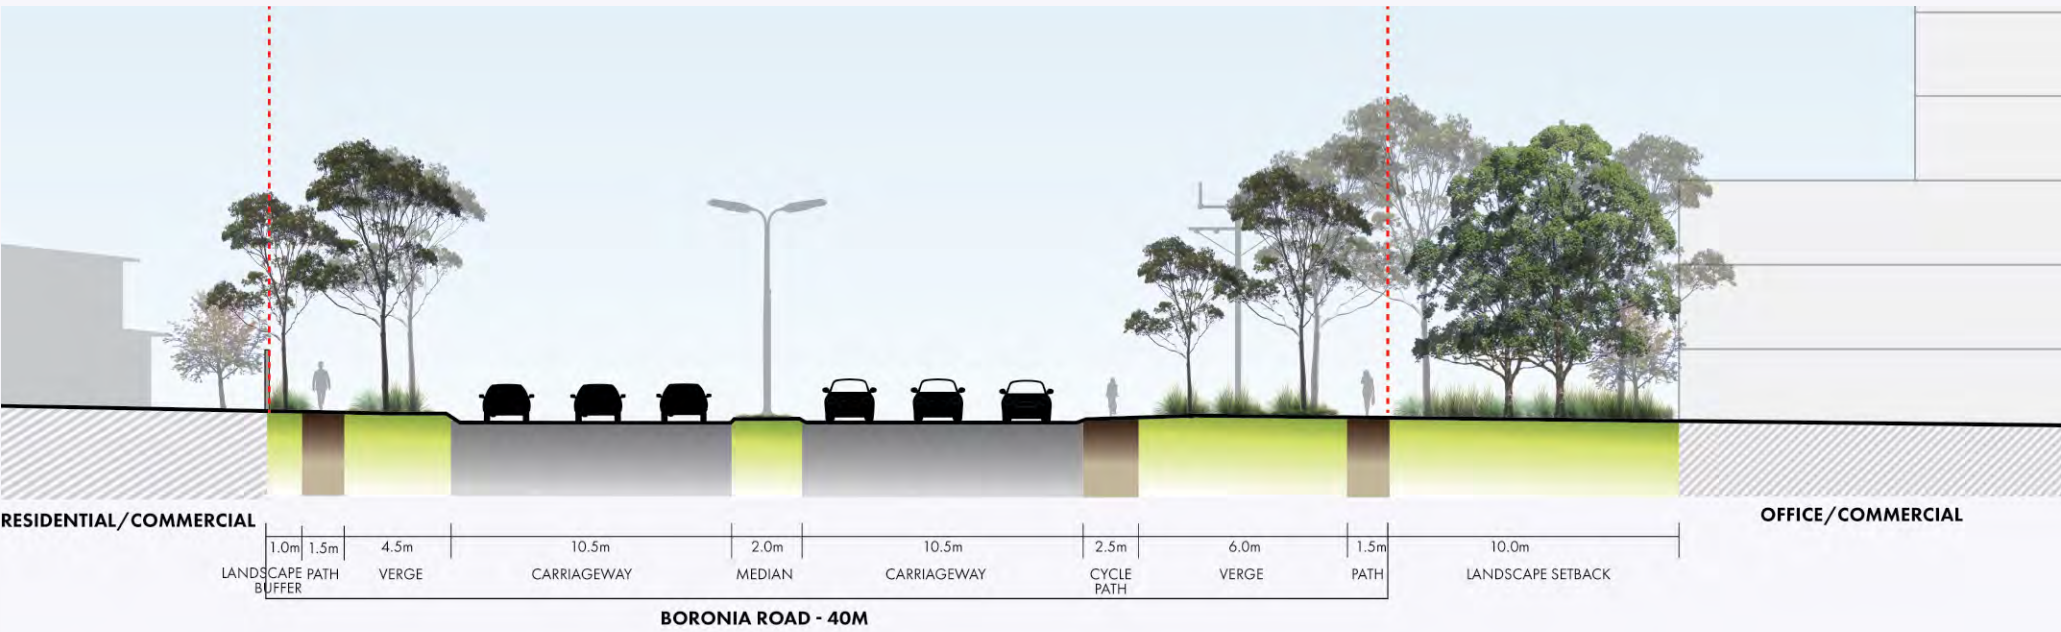 RESIDENTIAL/COMMERCIAL
OFFICE/COMMERCIAL
1.0m 1.5m 4.5m 10.5m 2.0m 10.5m 2.5m 6.0m 1.5m 10.0m
LANDSCAPE PATH VERGE CARRIAGEWAY MEDIAN CARRIAGEWAY CYCLE VERGE PATH LANDSCAPE SETBACK
BUFFER PATH
BORONIA ROAD - 40M